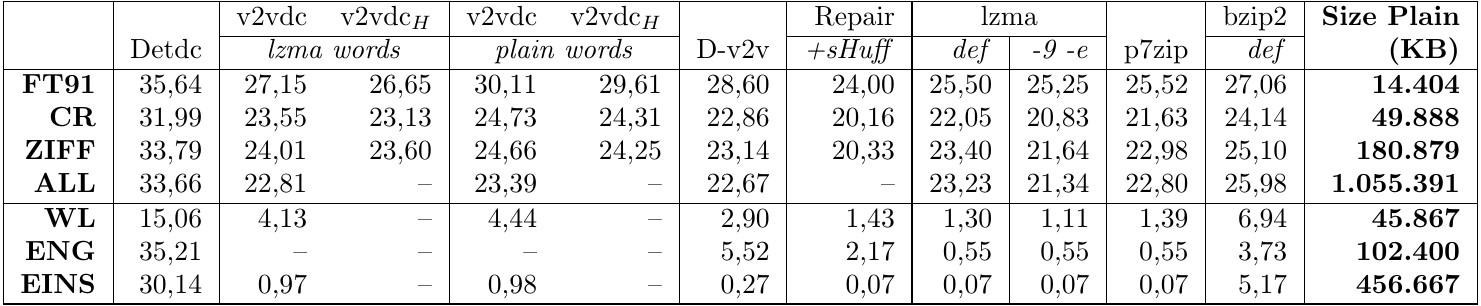 v2vdc v2vdcH v2vdc v2vdcH Repair lzma bzip2 Size Plain
Detdc lzma words plain words D-v2v +sHuff def -9 -e p7zip def (KB)
FT91 35,64 27,15 26,65 30,11 29,61 28,60 24,00 25,50 25,25 25,52 27,06 14.404
CR 31,99 23,55 23,13 24,73 24,31 22,86 20,16 22,05 20,83 21,63 24,14 49.888
ZIFF 33,79 24,01 23,60 24,66 24,25 23,14 20,33 23,40 21,64 22,98 25,10 180.879
ALL 33,66 22,81 – 23,39 – 22,67 – 23,23 21,34 22,80 25,98 1.055.391
WL 15,06 4,13 – 4,44 – 2,90 1,43 1,30 1,11 1,39 6,94 45.867
ENG 35,21 – – – – 5,52 2,17 0,55 0,55 0,55 3,73 102.400
EINS 30,14 0,97 – 0,98 – 0,27 0,07 0,07 0,07 0,07 5,17 456.667